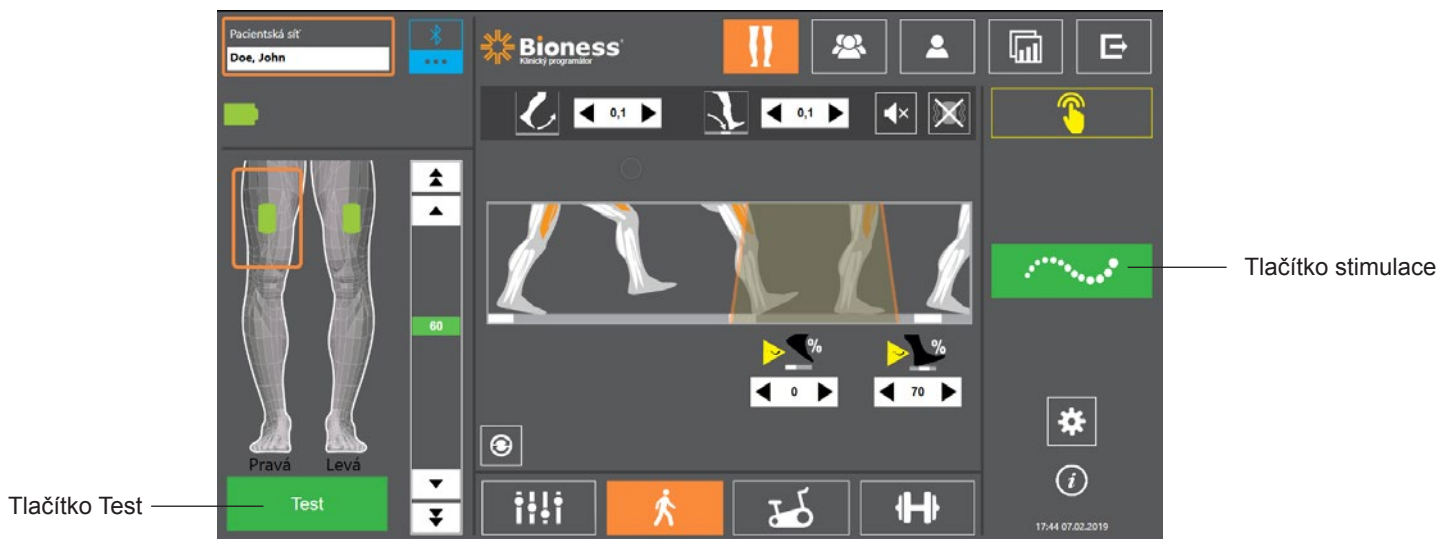 Pacientská síť
Doe, John
Bioness
Klinický programátor
0,1
0,1
60
%
%
0
70
Pravá
Levá
Test
i
17:44 07.02.2019
Tlačítko stimulace
Tlačítko Test